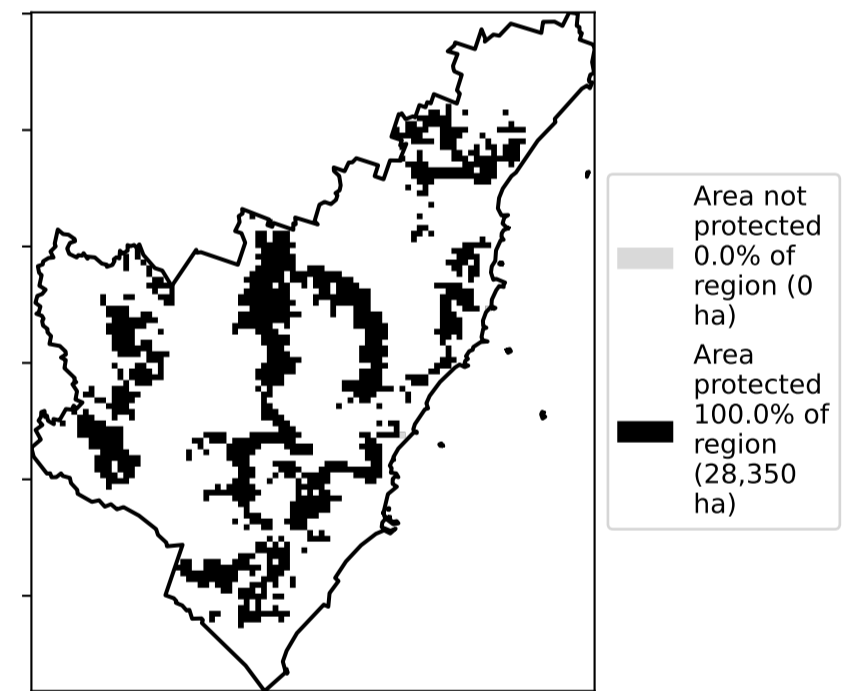 Area not
protected
0.0% of
region (0
ha)
Area
protected
100.0% of
region
(28,350
ha)